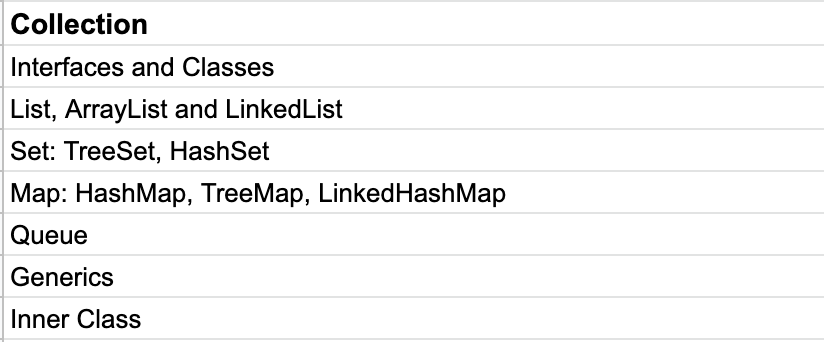 Collection
Interfaces and Classes
List, ArrayList and LinkedList
Set: TreeSet, HashSet
Map: HashMap, TreeMap, LinkedHashMap
Queue
Generics
Inner Class